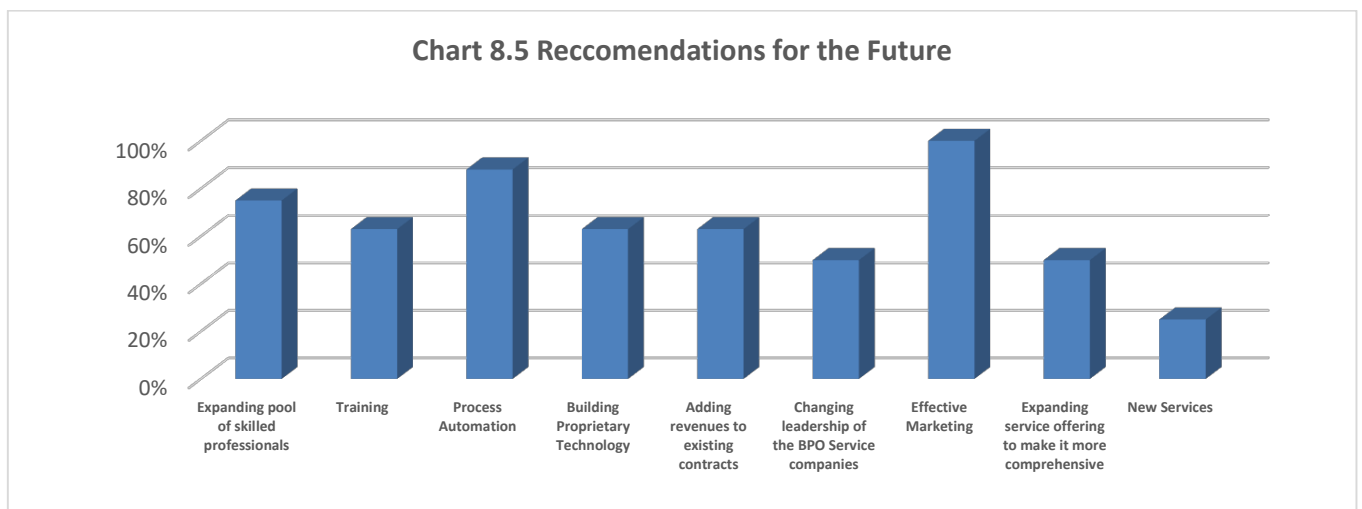 Chart 8.5 Reccomendations for the Future
100%
80%
60%
40%
20%
0%
Expanding pool
of skilled
professionals
Training
Process
Automation
Building
Proprietary
Technology
Adding
revenues to
existing
contracts
Changing
leadership of
the BPO Service
companies
Effective
Marketing
Expanding
service offering
to make it more
comprehensive
New Services